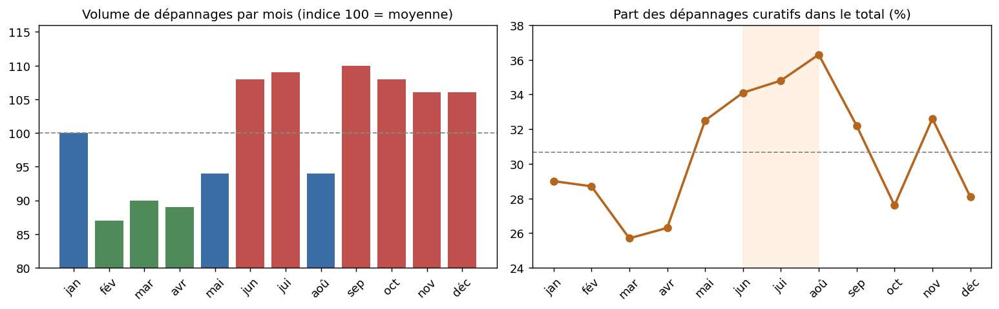 Volume de dépannages par mois (indice 100 = moyenne)
115
110
105
100
95
90
85
80
jan
fév
mar
avr
mai
jun
jui
aoû
sep
oct
nov
déc
Part des dépannages curatifs dans le total (%)
38
36
34
32
30
28
26
24
jan
fév
mar
avr
mai
jun
jui
aoû
sep
oct
nov
déc